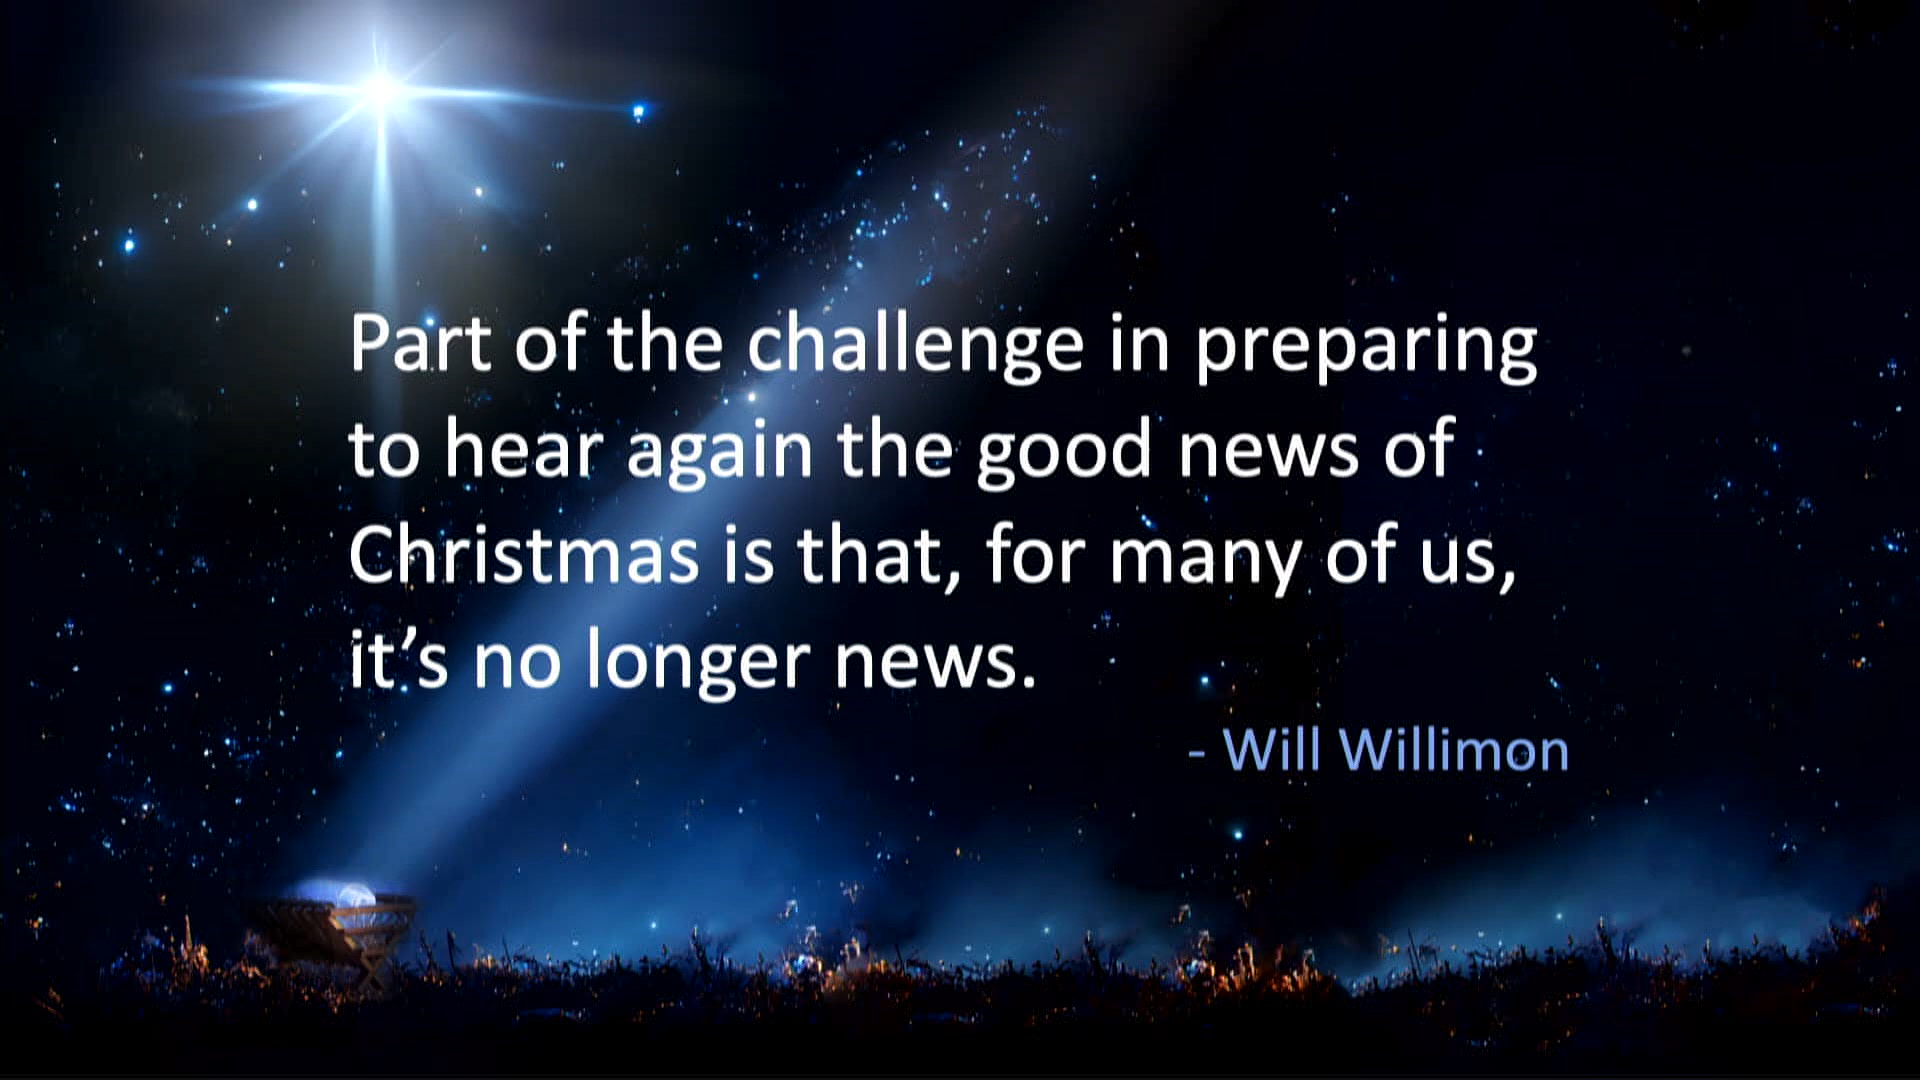 Part of the challenge in preparing
to hear again the good news of
Christmas is that, for many of us,
it’s no longer news.
- Will Willimon